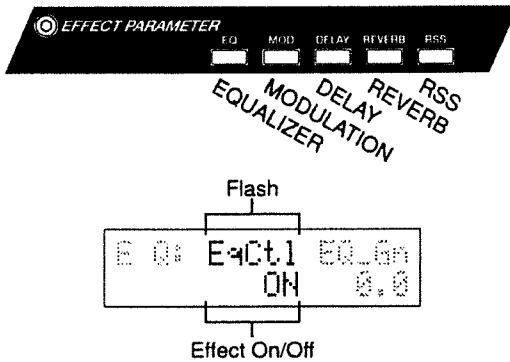 EFFECT PARAMETER
EQ MOD DELAY REVERB RSS
EQUALIZER
MODULATION
DELAY
REVERB
RSS
Flash
E Q: EqCtl EQ_Gn
ON 0.0
Effect On/Off